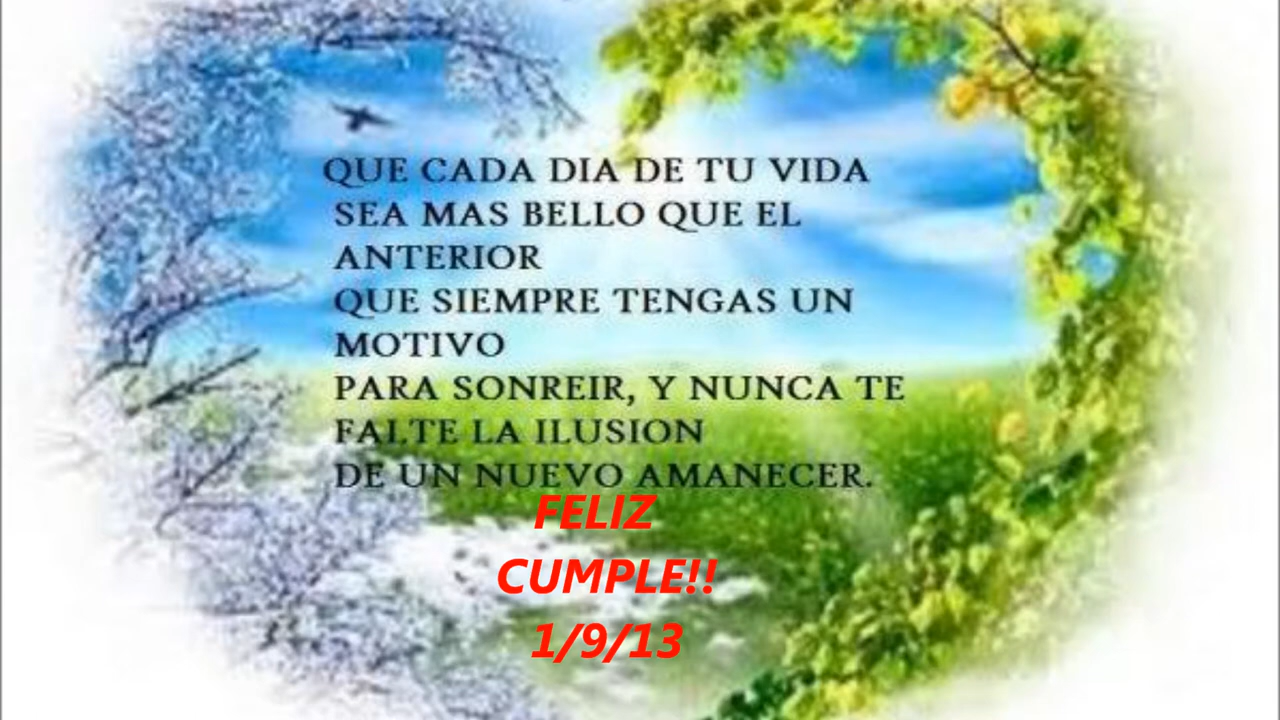 QUE CADA DIA DE TU VIDA
SEA MAS BELLO QUE EL
ANTERIOR
QUE SIEMPRE TENGAS UN
MOTIVO
PARA SONREIR, Y NUNCA TE
FALTE LA ILUSION
DE UN NUEVO AMANECER.
FELIZ
CUMPLE!!
1/9/13